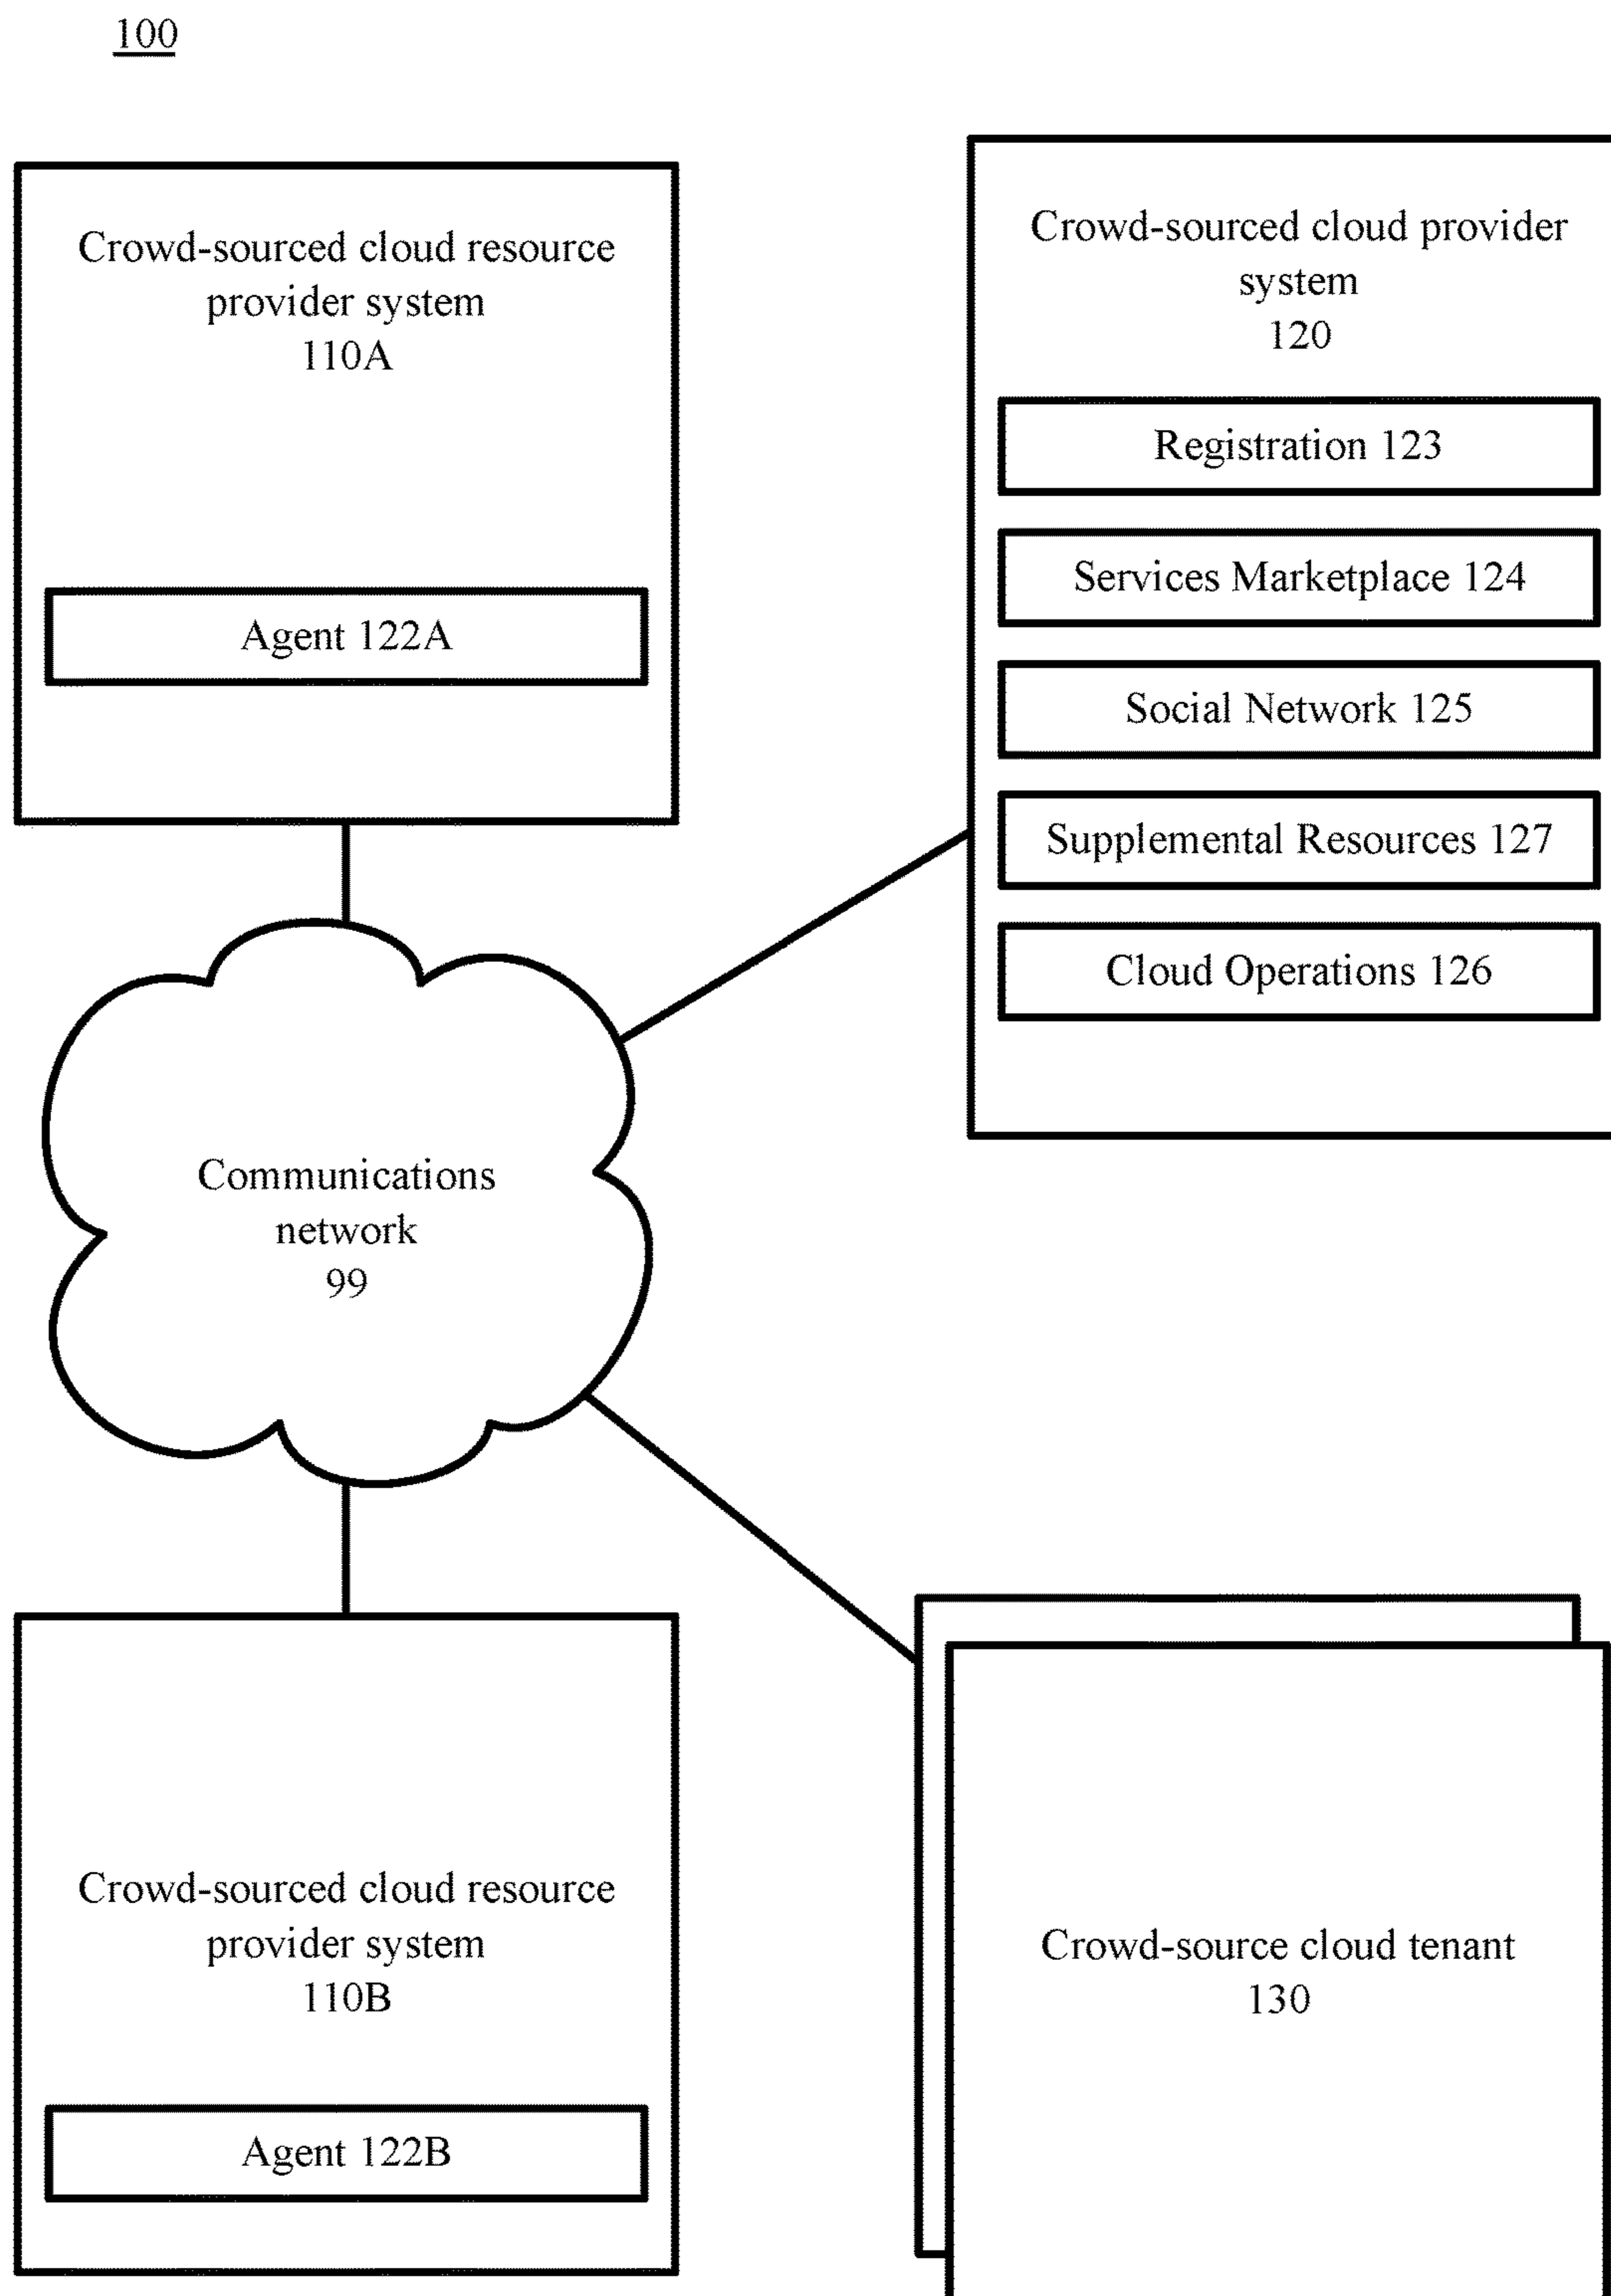 100
Crowd-sourced cloud resource
provider system
110A
Agent 122A
Crowd-sourced cloud provider
system
120
Registration 123
Services Marketplace 124
Social Network 125
Supplemental Resources 127
Cloud Operations 126
Communications
network
99
Crowd-sourced cloud resource
provider system
110B
Agent 122B
Crowd-source cloud tenant
130